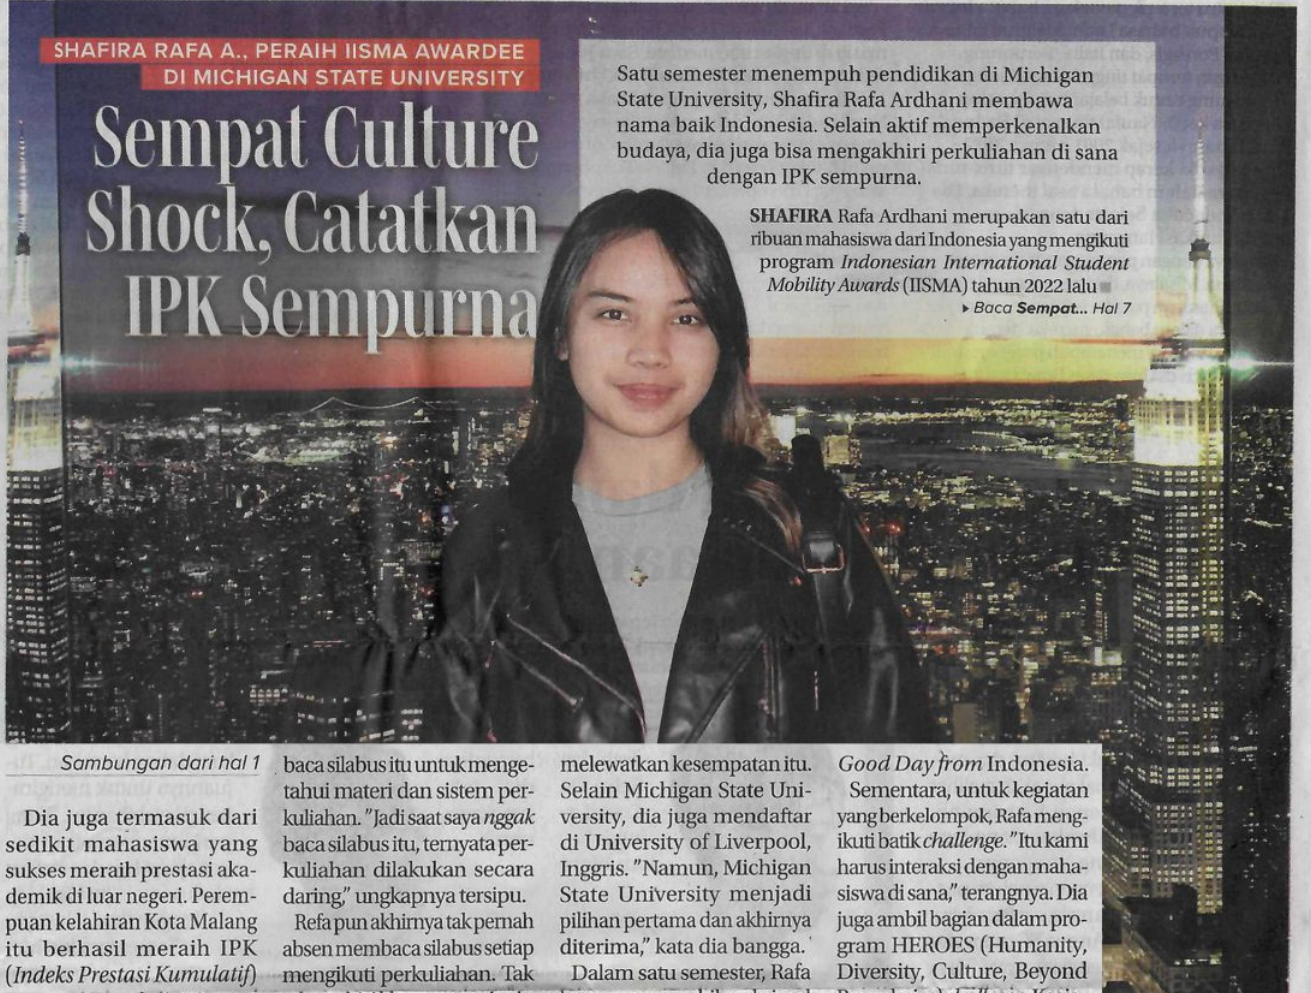 SHAFIRA RAFA A., PERAIH IISMA AWARDEE
DI MICHIGAN STATE UNIVERSITY
Sempat Culture
Shock, Catatkan
IPK Sempurna
Satu semester menempuh pendidikan di Michigan
State University, Shafira Rafa Ardhani membawa
nama baik Indonesia. Selain aktif memperkenalkan
budaya, dia juga bisa mengakhiri perkuliahan di sana
dengan IPK sempurna.
SHAFIRA Rafa Ardhani merupakan satu dari
ribuan mahasiswa dari Indonesia yang mengikuti
program Indonesian International Student
Mobility Awards (IISMA) tahun 2022 lalu
Baca Sempat... Hal 7
Sambungan dari hal 1
Dia juga termasuk dari
sedikit mahasiswa yang
sukses meraih prestasi aka-
demik di luar negeri. Perem-
puan kelahiran Kota Malang
itu berhasil meraih IPK
(Indeks Prestasi Kumulatif)
baca silabus itu untuk menge-
tahui materi dan sistem per-
kuliahan. "Jadi saat saya nggak
baca silabus itu, ternyata per-
kuliahan dilakukan secara
daring," ungkapnya tersipu.
Refa pun akhirnya tak pernah
absen membaca silabus setiap
mengikuti perkuliahan. Tak
melewatkan kesempatan itu.
Selain Michigan State Uni-
versity, dia juga mendaftar
di University of Liverpool,
Inggris. "Namun, Michigan
State University menjadi
pilihan pertama dan akhirnya
diterima," kata dia bangga.
Dalam satu semester, Rafa
Good Day from Indonesia.
Sementara, untuk kegiatan
yang berkelompok, Rafa meng-
ikuti batik challenge. "Itu kami
harus interaksi dengan maha-
siswa di sana," terangnya. Dia
juga ambil bagian dalam pro-
gram HEROES (Humanity,
Diversity, Culture, Beyond